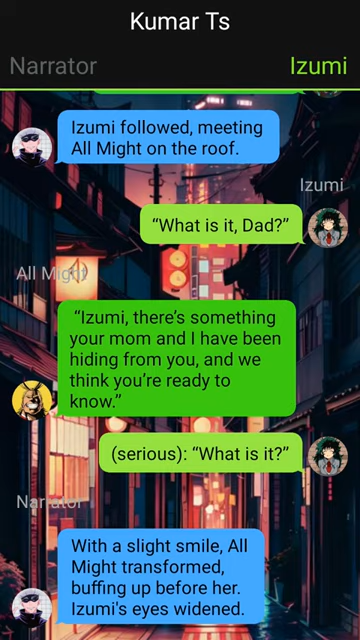 Kumar Ts
Narrator
Izumi
Izumi followed, meeting
All Might on the roof.
Izumi
“What is it, Dad?”
All Might
“Izumi, there’s something
your mom and I have been
hiding from you, and we
think you’re ready to
know.”
(serious): “What is it?”
Narrator
With a slight smile, All
Might transformed,
buffing up before her.
Izumi's eyes widened.